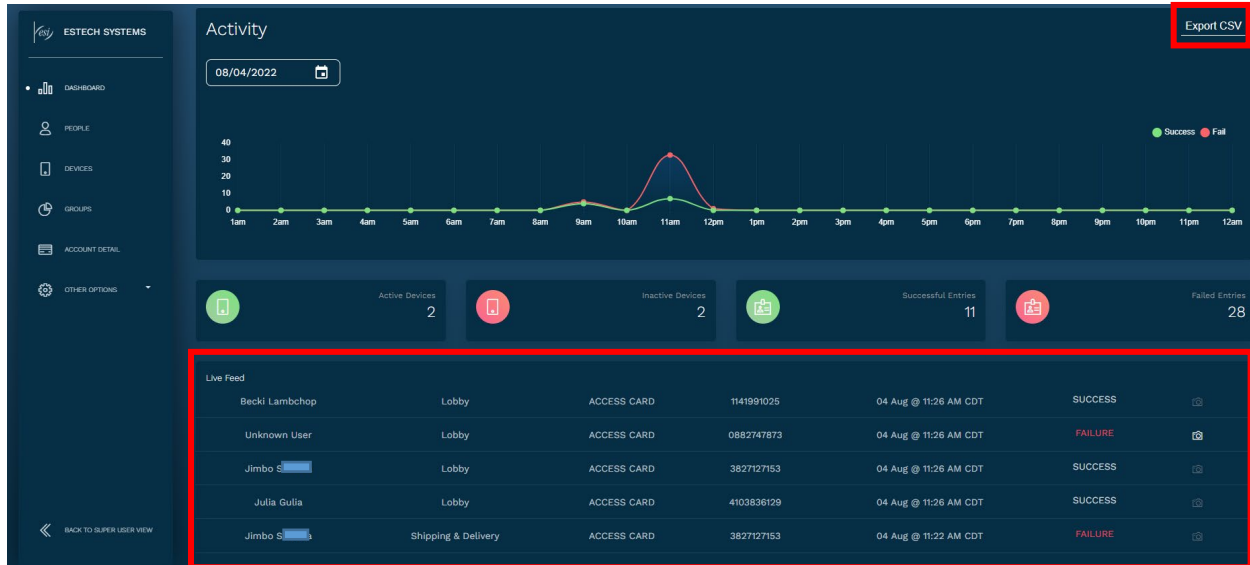 esi ESTECH SYSTEMS
DASHBOARD
PEOPLE
DEVICES
GROUPS
ACCOUNT DETAIL
OTHER OPTIONS
BACK TO SUPER USER VIEW
Activity
Export CSV
08/04/2022
Success Fail
40
30
20
10
0
1am 2am 3am 4am 5am 6am 7am 8am 9am 10am 11am 12pm 1pm 2pm 3pm 4pm 5pm 6pm 7pm 8pm 9pm 10pm 11pm 12am
Active Devices
2
Inactive Devices
2
Successful Entries
11
Failed Entries
28
Live Feed
Becki Lambchop Lobby ACCESS CARD 1141991025 04 Aug @ 11:26 AM CDT SUCCESS
Unknown User Lobby ACCESS CARD 0882747873 04 Aug @ 11:26 AM CDT FAILURE
Jimbo S Lobby ACCESS CARD 3827127153 04 Aug @ 11:26 AM CDT SUCCESS
Julia Gulia Lobby ACCESS CARD 4103836129 04 Aug @ 11:26 AM CDT SUCCESS
Jimbo S Shipping & Delivery ACCESS CARD 3827127153 04 Aug @ 11:22 AM CDT FAILURE